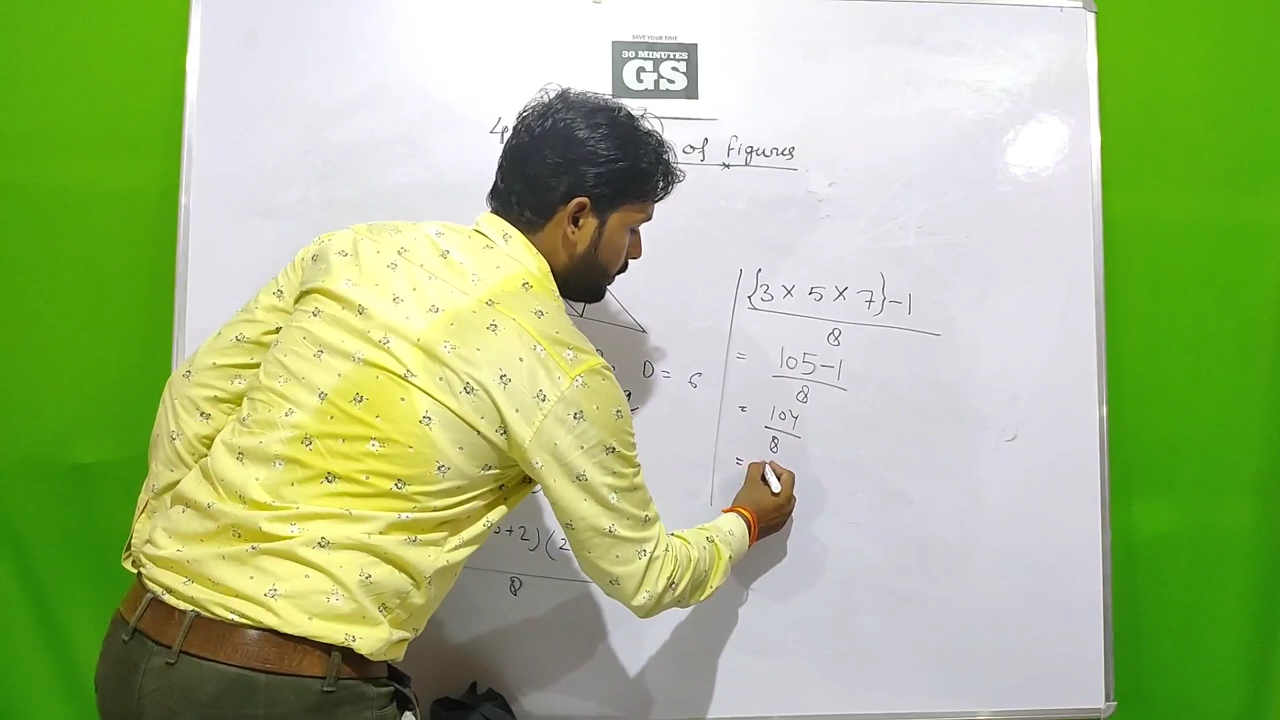 SAVE YOUR TIME
30 MINUTES
GS
of figures
{3 × 5 × 7} - 1
8
= 105 - 1
8
= 104
8
=
D = 6
+2) (2
8